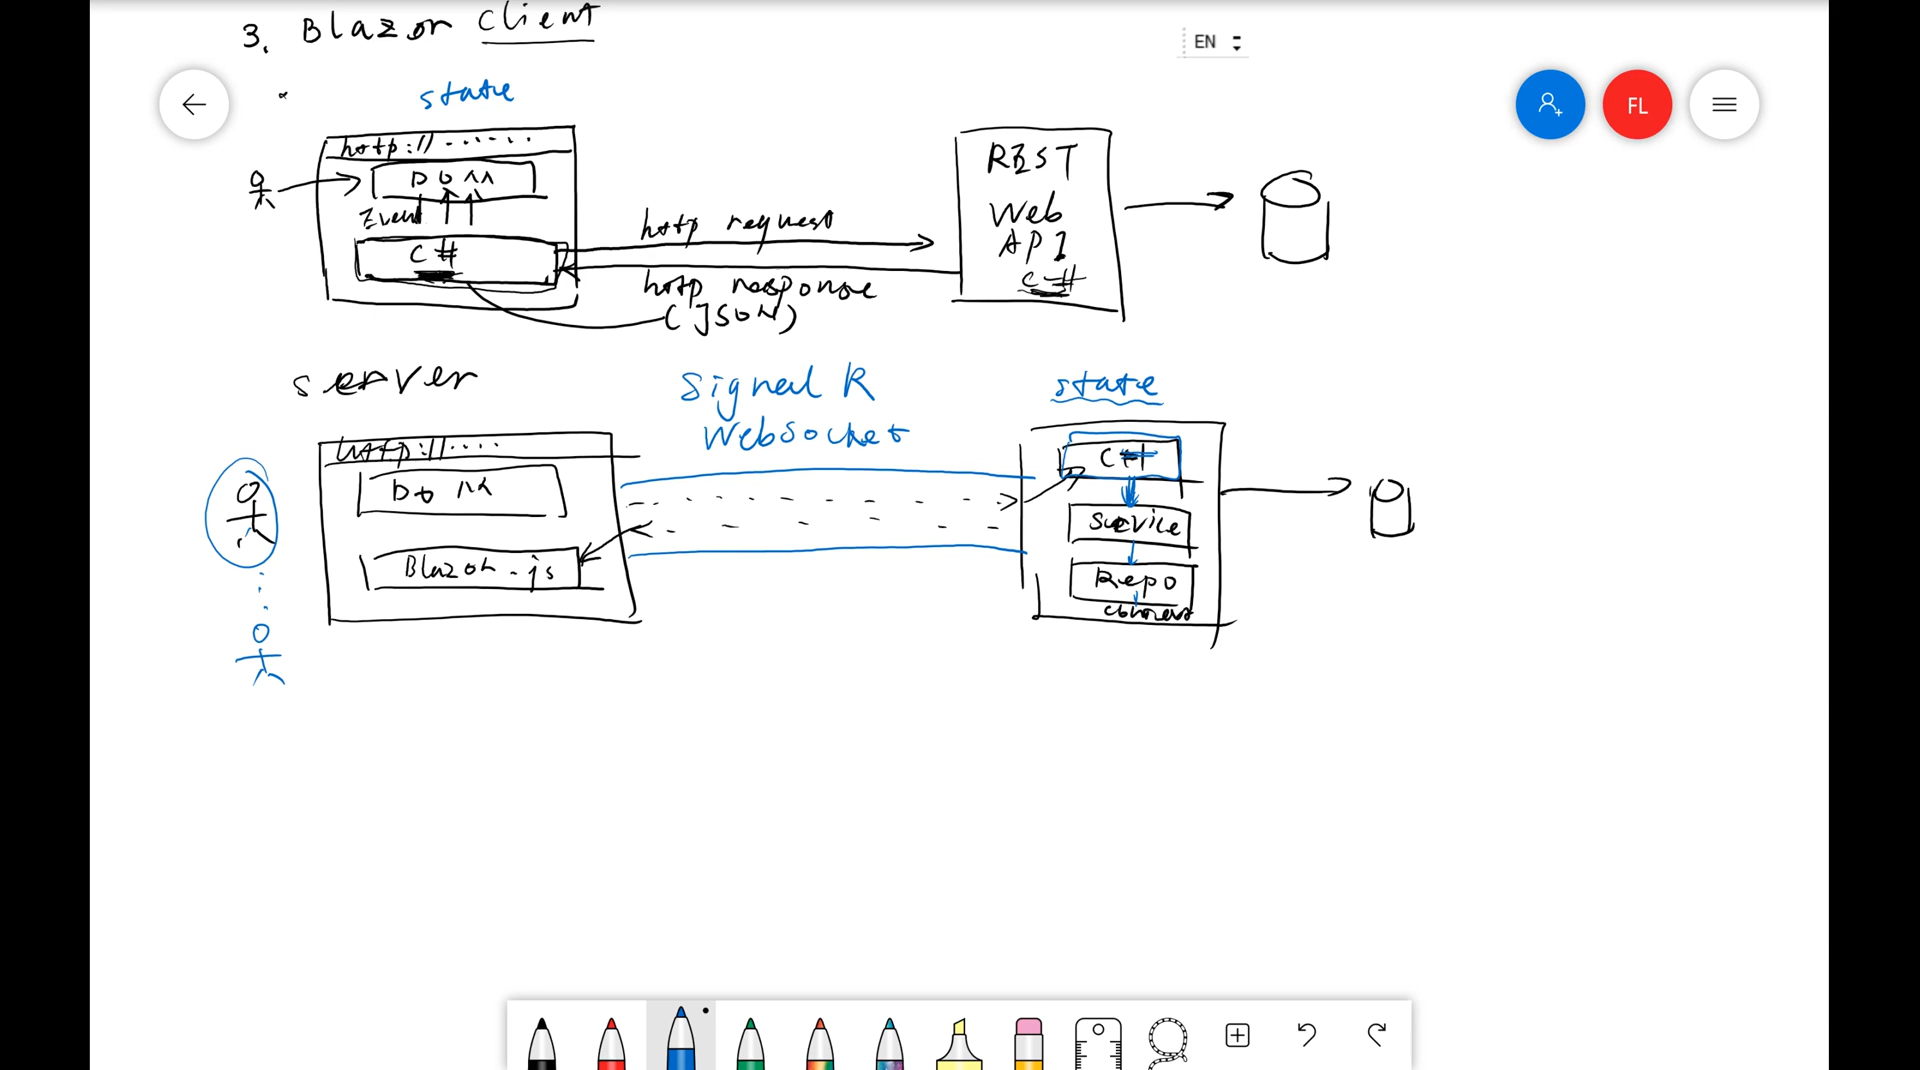 3. Blazor Client
EN
FL
state
http://......
DOM
Event
C#
http request
http response
(JSON)
REST
Web
API
C#
server
Signal R
WebSocket
state
http://....
DOM
Blazor.js
C#
Service
Repo